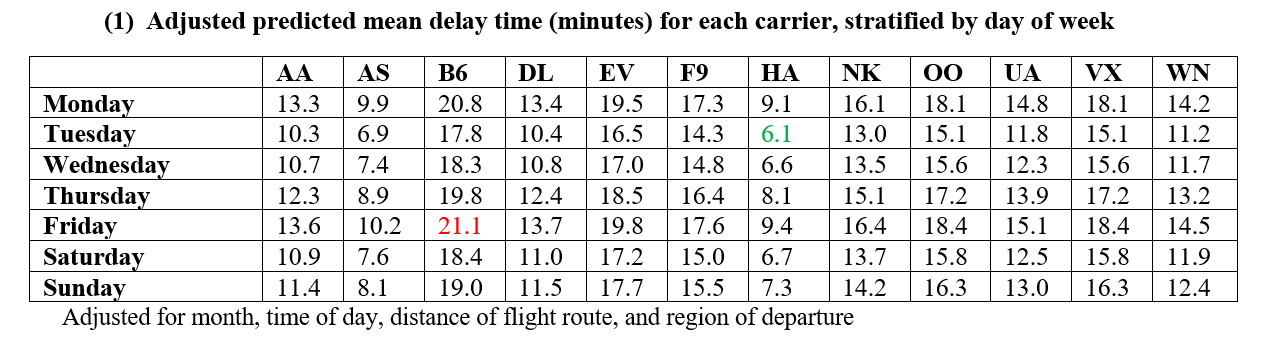 (1) Adjusted predicted mean delay time (minutes) for each carrier, stratified by day of week
AA AS B6 DL EV F9 HA NK OO UA VX WN
Monday 13.3 9.9 20.8 13.4 19.5 17.3 9.1 16.1 18.1 14.8 18.1 14.2
Tuesday 10.3 6.9 17.8 10.4 16.5 14.3 6.1 13.0 15.1 11.8 15.1 11.2
Wednesday 10.7 7.4 18.3 10.8 17.0 14.8 6.6 13.5 15.6 12.3 15.6 11.7
Thursday 12.3 8.9 19.8 12.4 18.5 16.4 8.1 15.1 17.2 13.9 17.2 13.2
Friday 13.6 10.2 21.1 13.7 19.8 17.6 9.4 16.4 18.4 15.1 18.4 14.5
Saturday 10.9 7.6 18.4 11.0 17.2 15.0 6.7 13.7 15.8 12.5 15.8 11.9
Sunday 11.4 8.1 19.0 11.5 17.7 15.5 7.3 14.2 16.3 13.0 16.3 12.4
Adjusted for month, time of day, distance of flight route, and region of departure